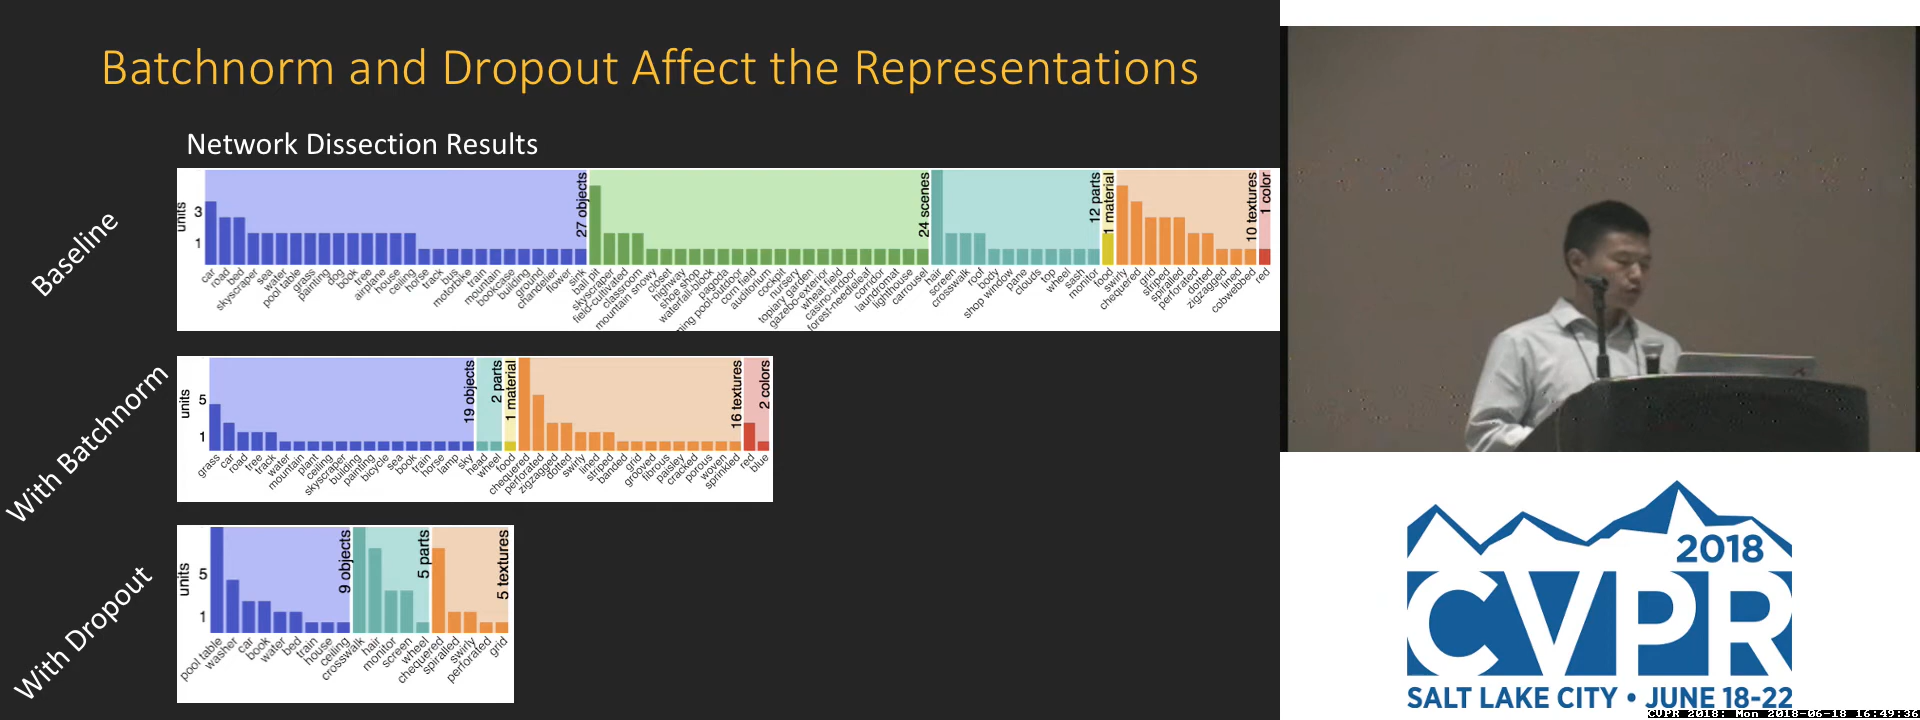 Batchnorm and Dropout Affect the Representations
Network Dissection Results
Baseline
units
3
1
27 objects
24 scenes
12 parts
1 material
10 textures
1 color
car road bed skyscraper sea water pool table grass painting dog book tree airplane house ceiling horse track bus motorbike train mountain bookcase building ground chandelier flower sink
ball pit skyscraper field-cultivated classroom mountain snowy closet highway shoe shop waterfall-block pagoda ming pool-outdoor corn field auditorium cockpit nursery topiary garden gazebo-exterior wheat field casino-indoor forest-needleleaf corridor laundromat lighthouse carrousel
hair screen crosswalk roof body shop window pane clouds top wheel sash monitor
food
swirly chequered grid striped spiralled perforated dotted zigzagged lined cobwebbed
red
With Batchnorm
units
5
1
19 objects
2 parts
1 material
16 textures
2 colors
grass car road tree track water mountain plant ceiling skyscraper building painting bicycle sea book train horse lamp sky
head wheel
food
chequered perforated zigzagged dotted swirly lined striped banded grid grooved fibrous paisley cracked porous woven sprinkled
red blue
With Dropout
units
5
1
9 objects
5 parts
5 textures
pool table washer car book water bed train house ceiling
crosswalk hair monitor screen wheel
chequered spiralled swirly perforated grid
2018
CVPR
SALT LAKE CITY • JUNE 18-22
CVPR 2018: Mon 2018-06-18 16:49:36